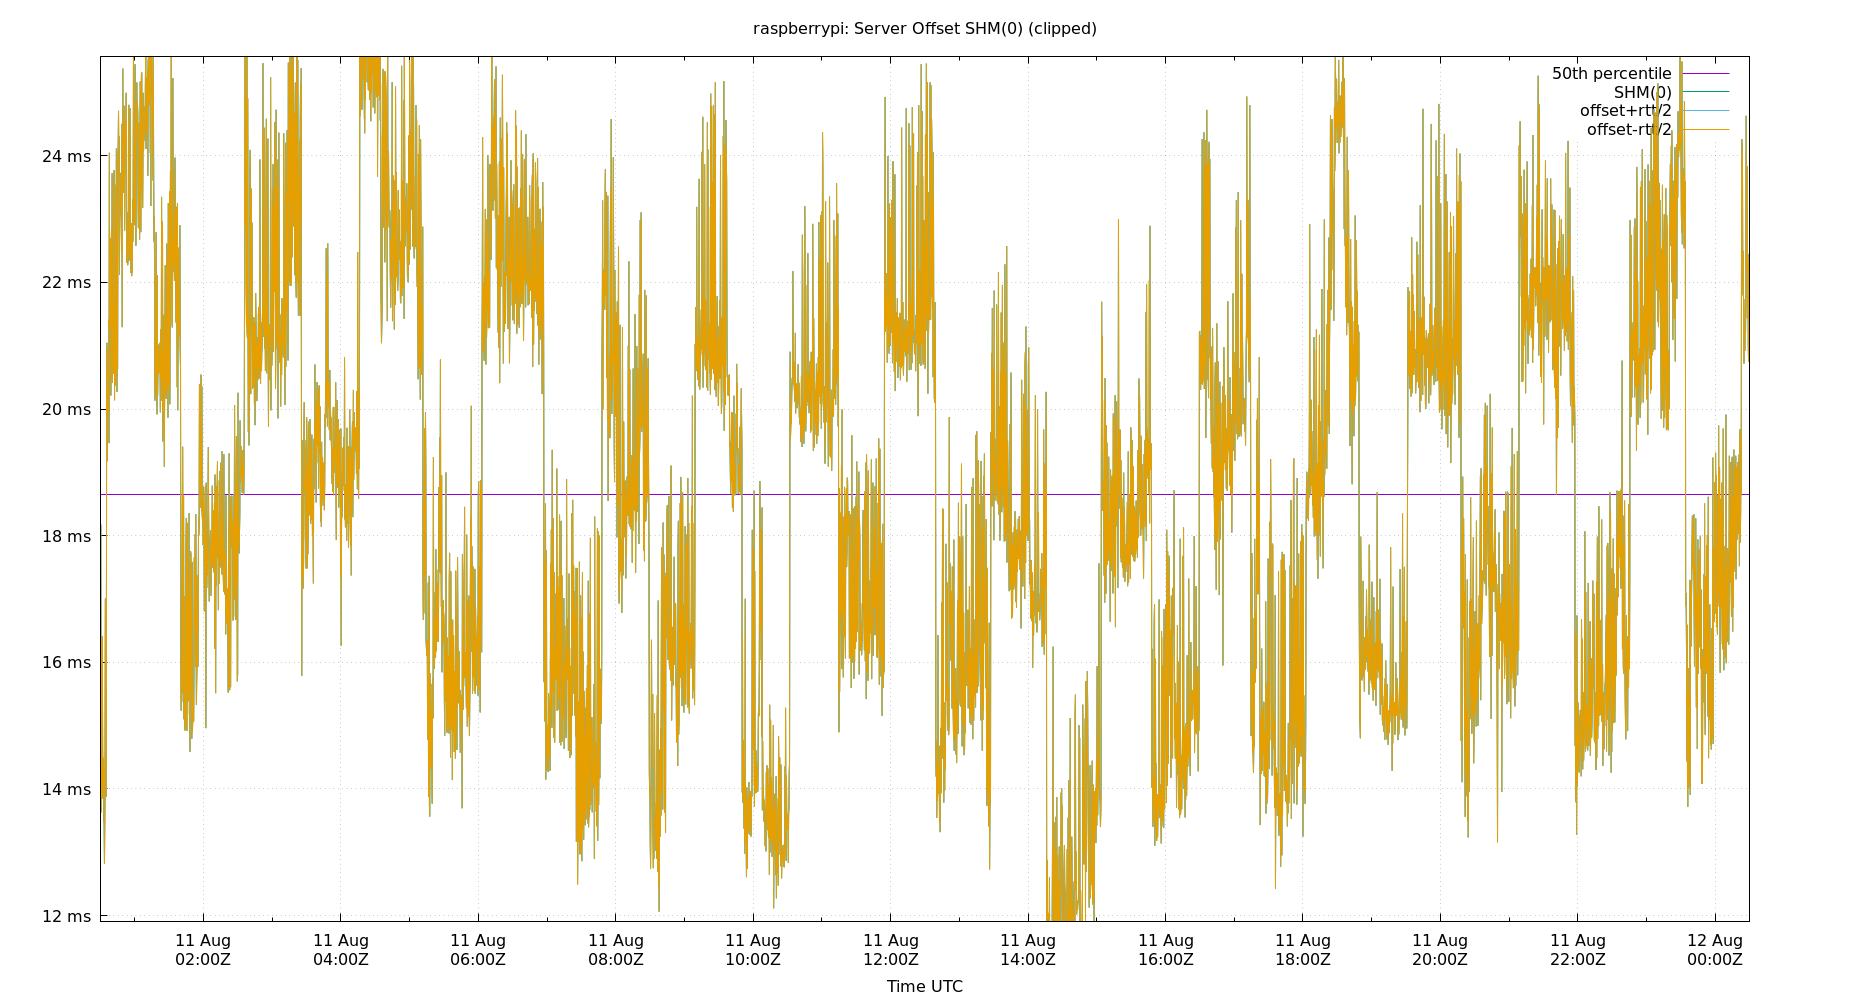 raspberrypi: Server Offset SHM(0) (clipped)
50th percentile
SHM(0)
offset+rtt/2
offset-rtt/2
24 ms
22 ms
20 ms
18 ms
16 ms
14 ms
12 ms
11 Aug 11 Aug 11 Aug 11 Aug 11 Aug 11 Aug 11 Aug 11 Aug 11 Aug 11 Aug 11 Aug 12 Aug
02:00Z 04:00Z 06:00Z 08:00Z 10:00Z 12:00Z 14:00Z 16:00Z 18:00Z 20:00Z 22:00Z 00:00Z
Time UTC